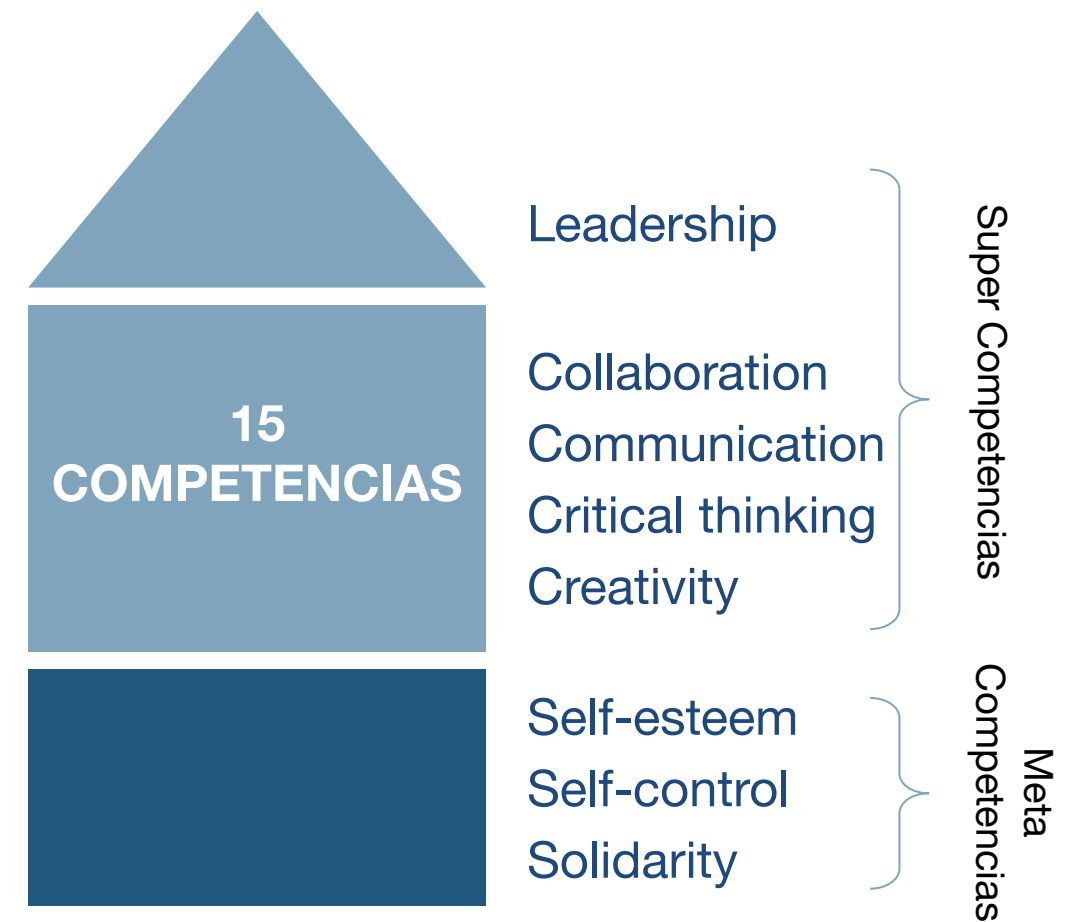 Leadership
Collaboration
Communication
Critical thinking
Creativity
Super Competencias
15
COMPETENCIAS
Self-esteem
Self-control
Solidarity
Meta
Competencias